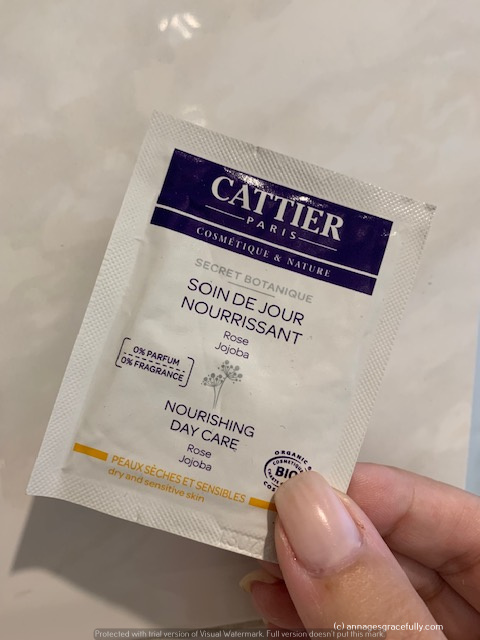 CATTIER
PARIS
COSMÉTIQUE & NATURE
SECRET BOTANIQUE
SOIN DE JOUR
NOURRISSANT
Rose
Jojoba
0% PARFUM
0% FRAGRANCE
NOURISHING
DAY CARE
Rose
Jojoba
PEAUX SÈCHES ET SENSIBLES
dry and sensitive skin
ORGANIC
COSMETIQUE
BIO
(c) annagesgracefully.com
Protected with trial version of Visual Watermark. Full version doesn't put this mark.